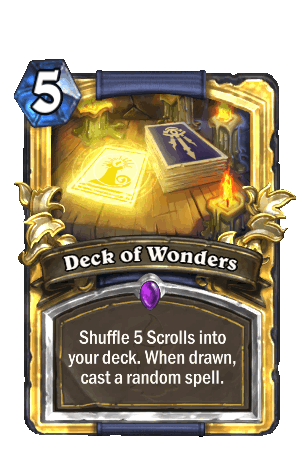 5
Deck of Wonders
Shuffle 5 Scrolls into
your deck. When drawn,
cast a random spell.